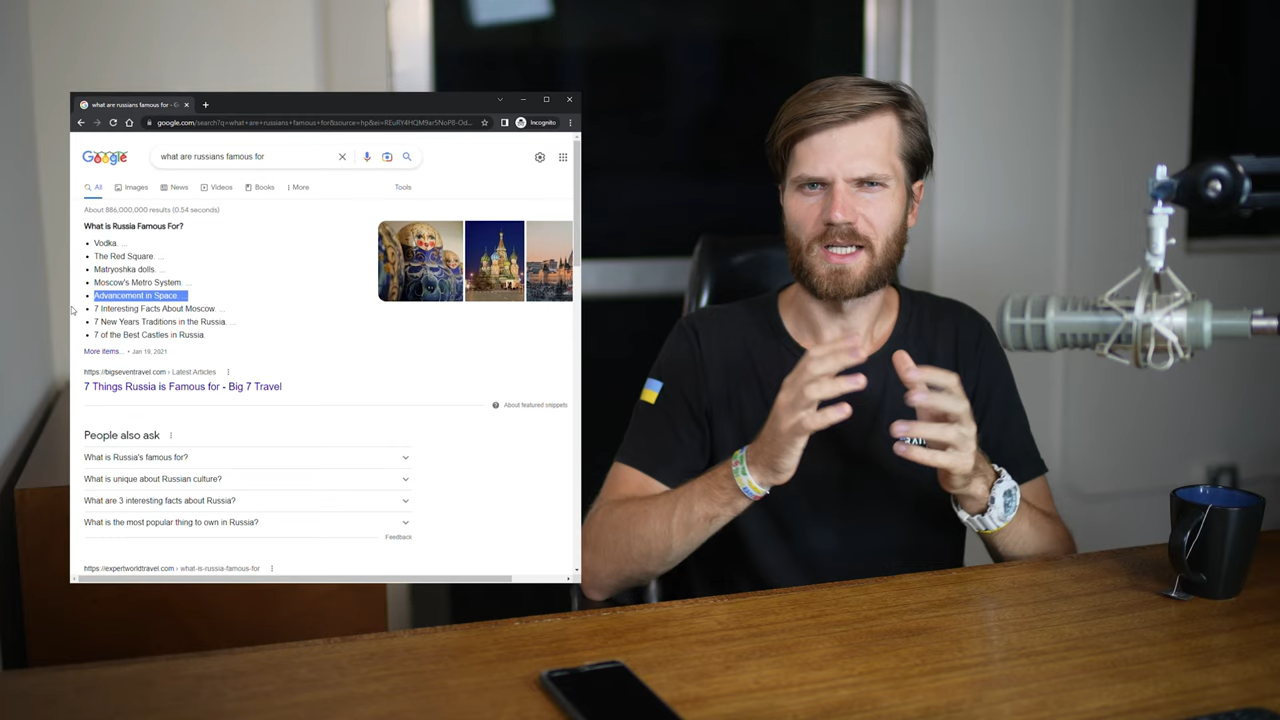 what are russians famous for - G
google.com/search?q=what+are+russians+famous+for&source=hp&ei=REuRY4HQM9ar5NoP8-Od...
Incognito
Google
what are russians famous for
All Images News Videos Books More Tools
About 886,000,000 results (0.54 seconds)
What is Russia Famous For?
Vodka. ...
The Red Square. ...
Matryoshka dolls. ...
Moscow's Metro System. ...
Advancement in Space. ...
7 Interesting Facts About Moscow. ...
7 New Years Traditions in the Russia. ...
7 of the Best Castles in Russia.
More items... • Jan 19, 2021
https://bigseventravel.com › Latest Articles
7 Things Russia is Famous for - Big 7 Travel
About featured snippets
People also ask
What is Russia's famous for?
What is unique about Russian culture?
What are 3 interesting facts about Russia?
What is the most popular thing to own in Russia?
Feedback
https://expertworldtravel.com › what-is-russia-famous-for